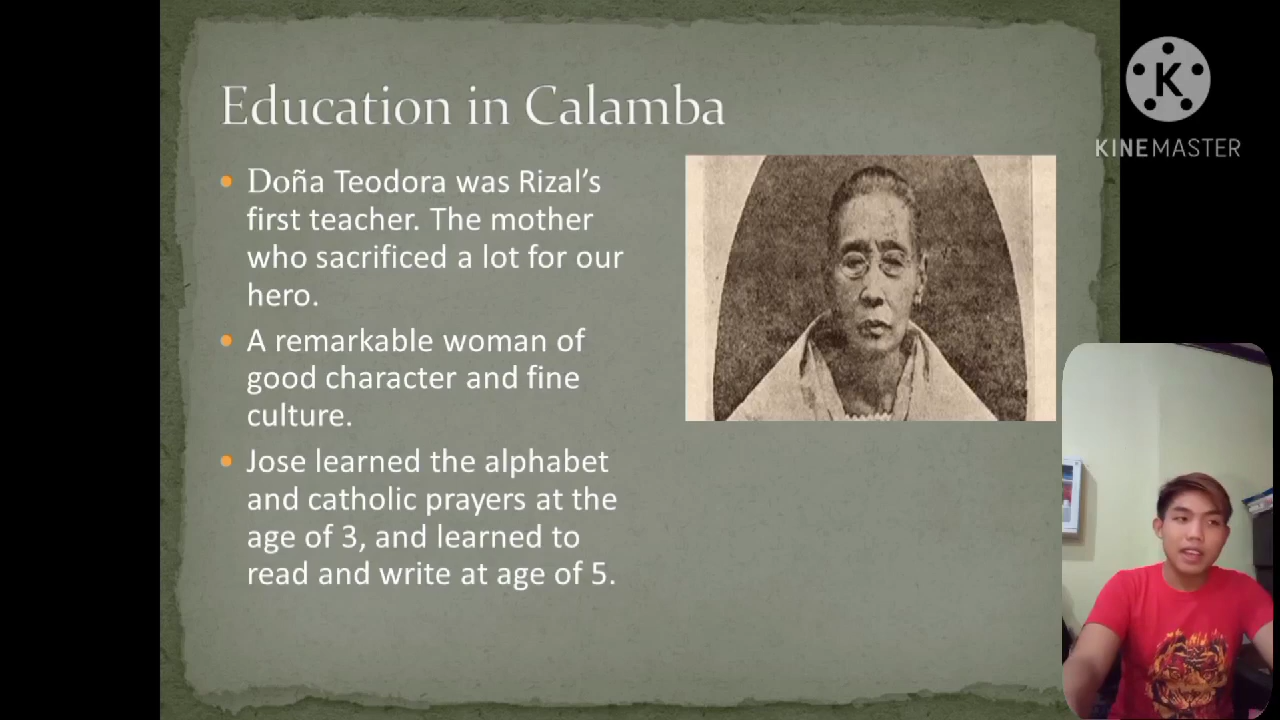 Education in Calamba
Doña Teodora was Rizal's
first teacher. The mother
who sacrificed a lot for our
hero.
A remarkable woman of
good character and fine
culture.
Jose learned the alphabet
and catholic prayers at the
age of 3, and learned to
read and write at age of 5.
K
KINEMASTER